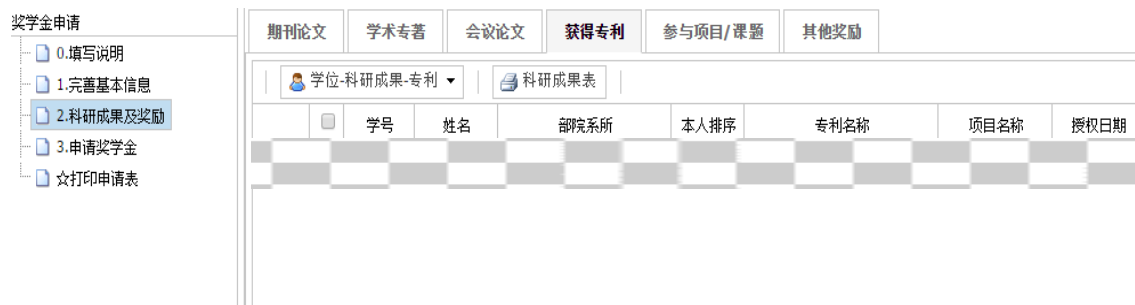 奖学金申请
0.填写说明
1.完善基本信息
2.科研成果及奖励
3.申请奖学金
☆打印申请表
期刊论文 学术专著 会议论文 获得专利 参与项目/课题 其他奖励
学位-科研成果-专利 科研成果表
学号 姓名 部院系所 本人排序 专利名称 项目名称 授权日期